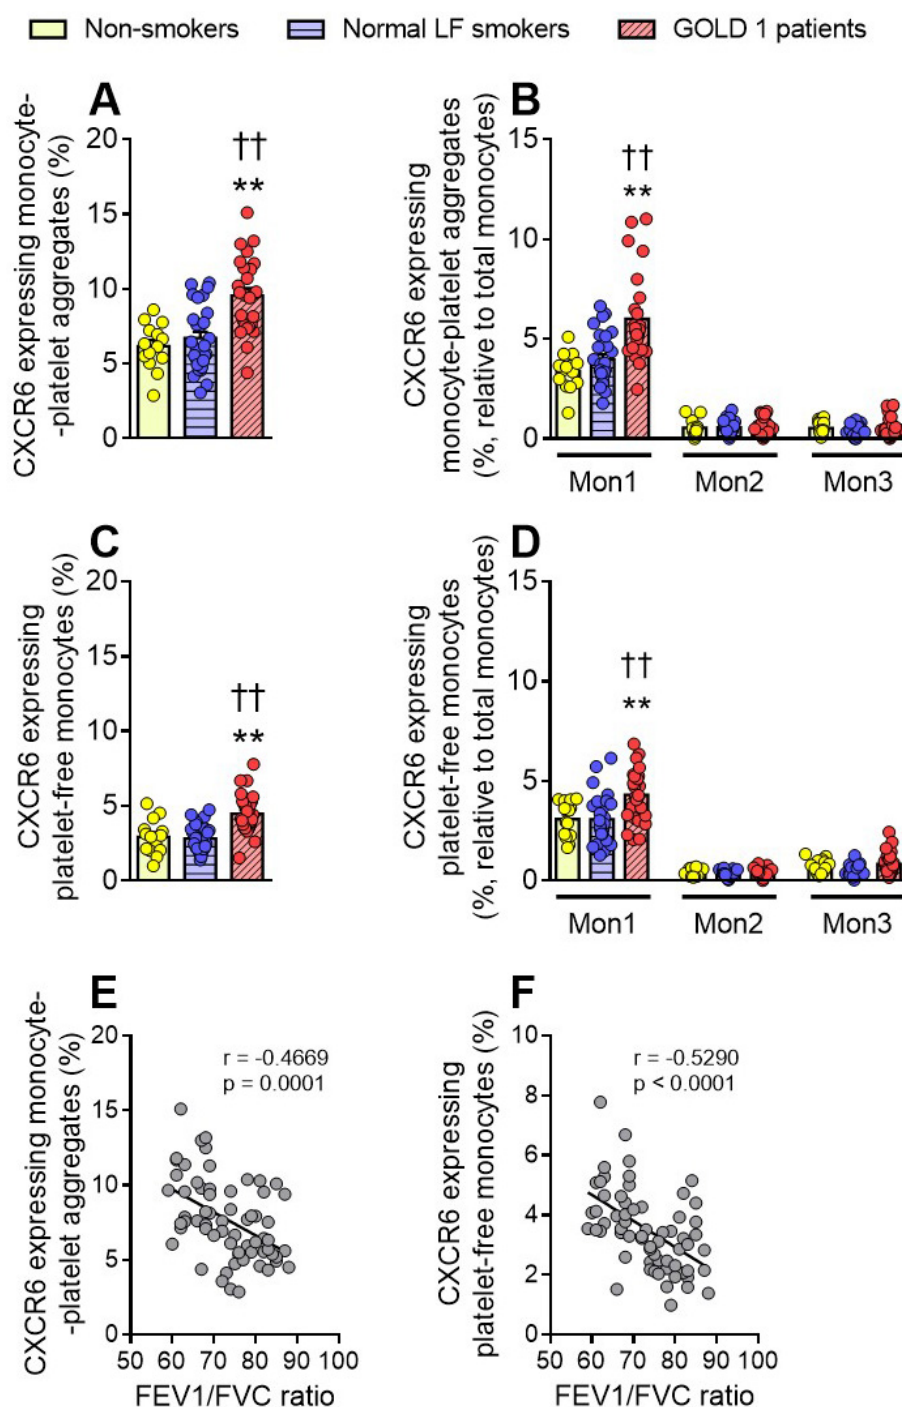 Non-smokers Normal LF smokers GOLD 1 patients
A
CXCR6 expressing monocyte-
-platelet aggregates (%)
20
15
10
5
0
††
**
B
CXCR6 expressing
monocyte-platelet aggregates
(%, relative to total monocytes)
15
10
5
0
††
**
Mon1 Mon2 Mon3
C
CXCR6 expressing
platelet-free monocytes (%)
20
15
10
5
0
††
**
D
CXCR6 expressing
platelet-free monocytes
(%, relative to total monocytes)
15
10
5
0
††
**
Mon1 Mon2 Mon3
E
CXCR6 expressing monocyte-
-platelet aggregates (%)
20
15
10
5
0
r = -0.4669
p = 0.0001
50 60 70 80 90 100
FEV1/FVC ratio
F
CXCR6 expressing
platelet-free monocytes (%)
10
8
6
4
2
0
r = -0.5290
p < 0.0001
50 60 70 80 90 100
FEV1/FVC ratio